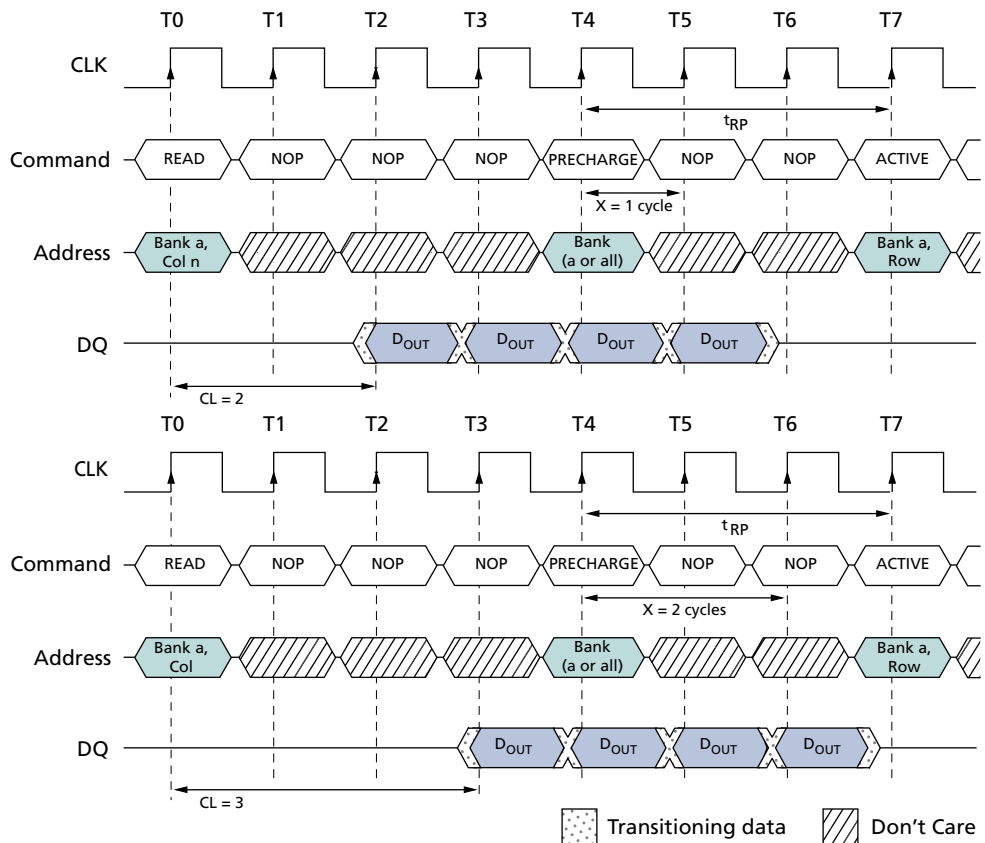 T0 T1 T2 T3 T4 T5 T6 T7
CLK
tRP
Command READ NOP NOP NOP PRECHARGE NOP NOP ACTIVE
X = 1 cycle
Address Bank a, Col n Bank (a or all) Bank a, Row
DQ DOUT DOUT DOUT DOUT
CL = 2
T0 T1 T2 T3 T4 T5 T6 T7
CLK
tRP
Command READ NOP NOP NOP PRECHARGE NOP NOP ACTIVE
X = 2 cycles
Address Bank a, Col Bank (a or all) Bank a, Row
DQ DOUT DOUT DOUT DOUT
CL = 3
Transitioning data Don't Care